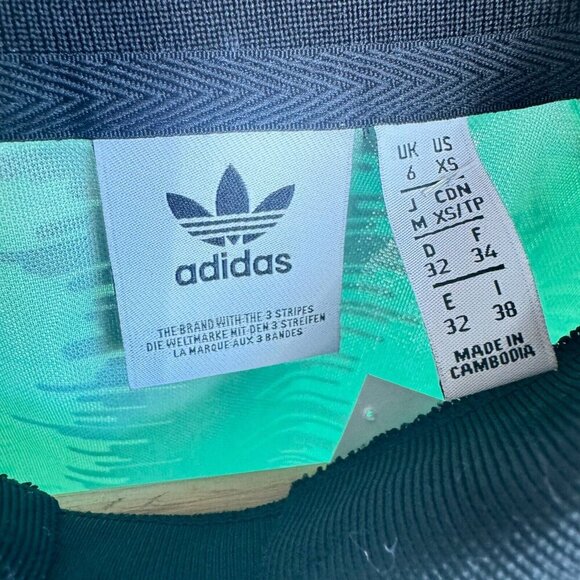 adidas
THE BRAND WITH THE 3 STRIPES
DIE WELTMARKE MIT DEN 3 STREIFEN
LA MARQUE AUX 3 BANDES
UK US
6 XS
J CDN
M XS/TP
D F
32 34
E I
32 38
MADE IN
CAMBODIA